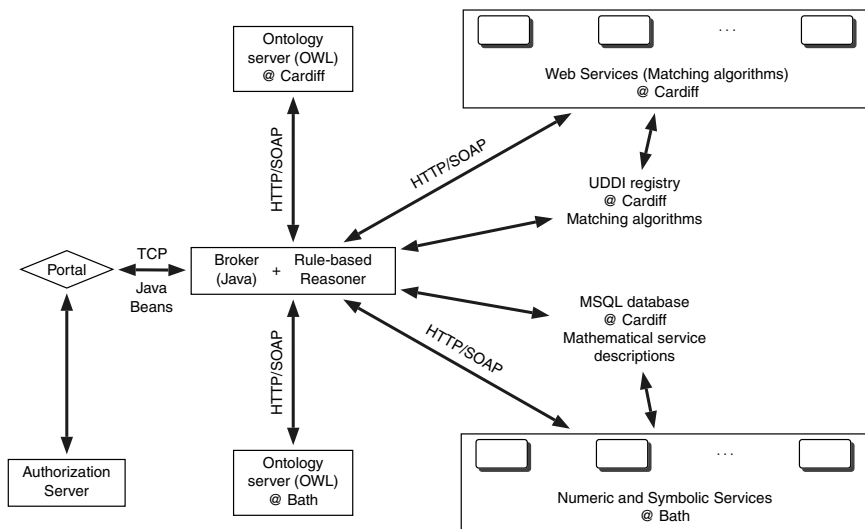 Ontology
server (OWL)
@ Cardiff
. . .
Web Services (Matching algorithms)
@ Cardiff
HTTP/SOAP
HTTP/SOAP
UDDI registry
@ Cardiff
Matching algorithms
Portal
TCP
Java
Beans
Broker
(Java)
+
Rule-based
Reasoner
MSQL database
@ Cardiff
Mathematical service
descriptions
HTTP/SOAP
HTTP/SOAP
Authorization
Server
Ontology
server (OWL)
@ Bath
. . .
Numeric and Symbolic Services
@ Bath